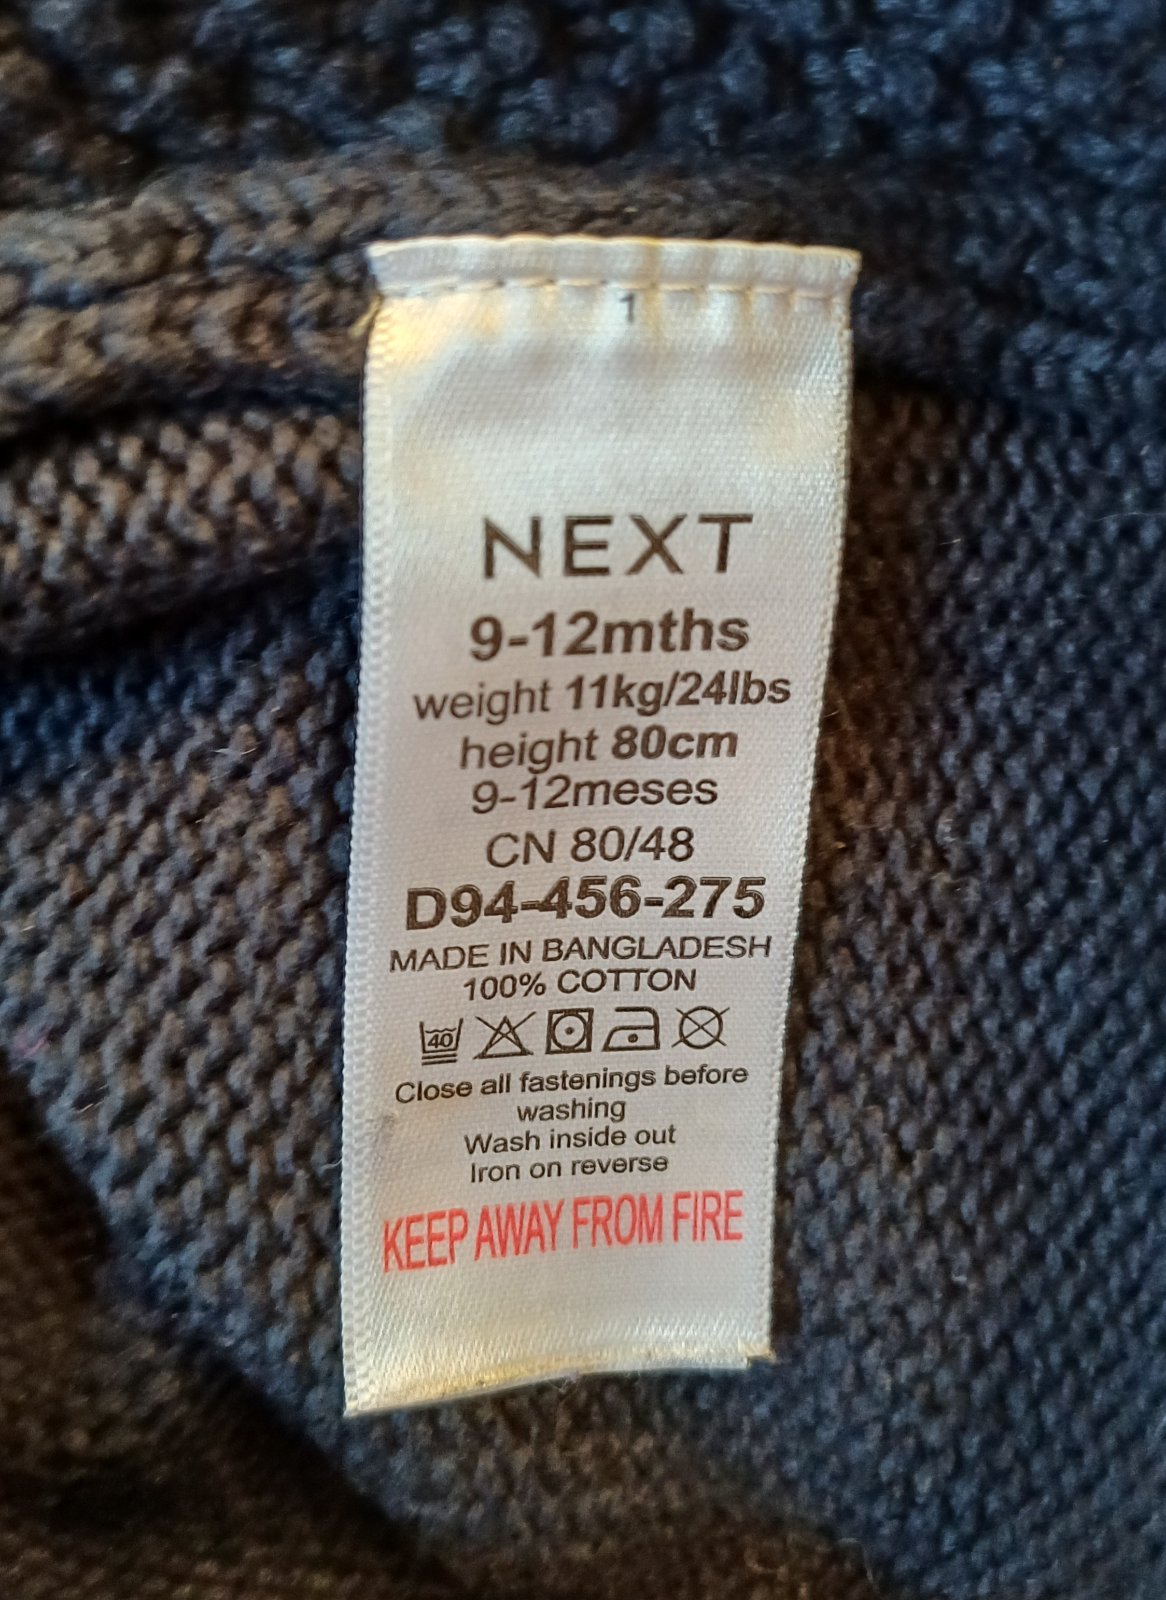 1
NEXT
9-12mths
weight 11kg/24lbs
height 80cm
9-12meses
CN 80/48
D94-456-275
MADE IN BANGLADESH
100% COTTON
40
Close all fastenings before
washing
Wash inside out
Iron on reverse
KEEP AWAY FROM FIRE